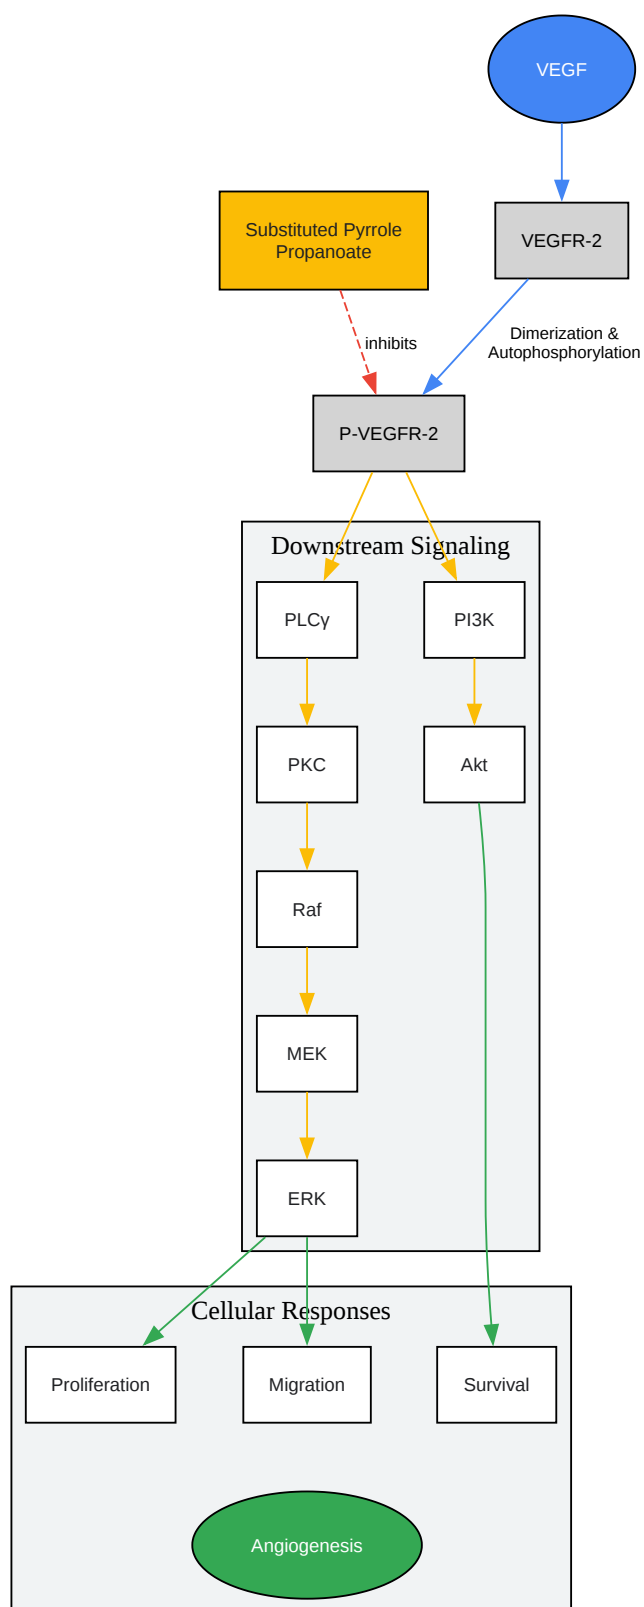 VEGF
Substituted Pyrrole
Propanoate
VEGFR-2
inhibits
Dimerization &
Autophosphorylation
P-VEGFR-2
Downstream Signaling
PLCγ
PI3K
PKC
Akt
Raf
MEK
ERK
Cellular Responses
Proliferation
Migration
Survival
Angiogenesis